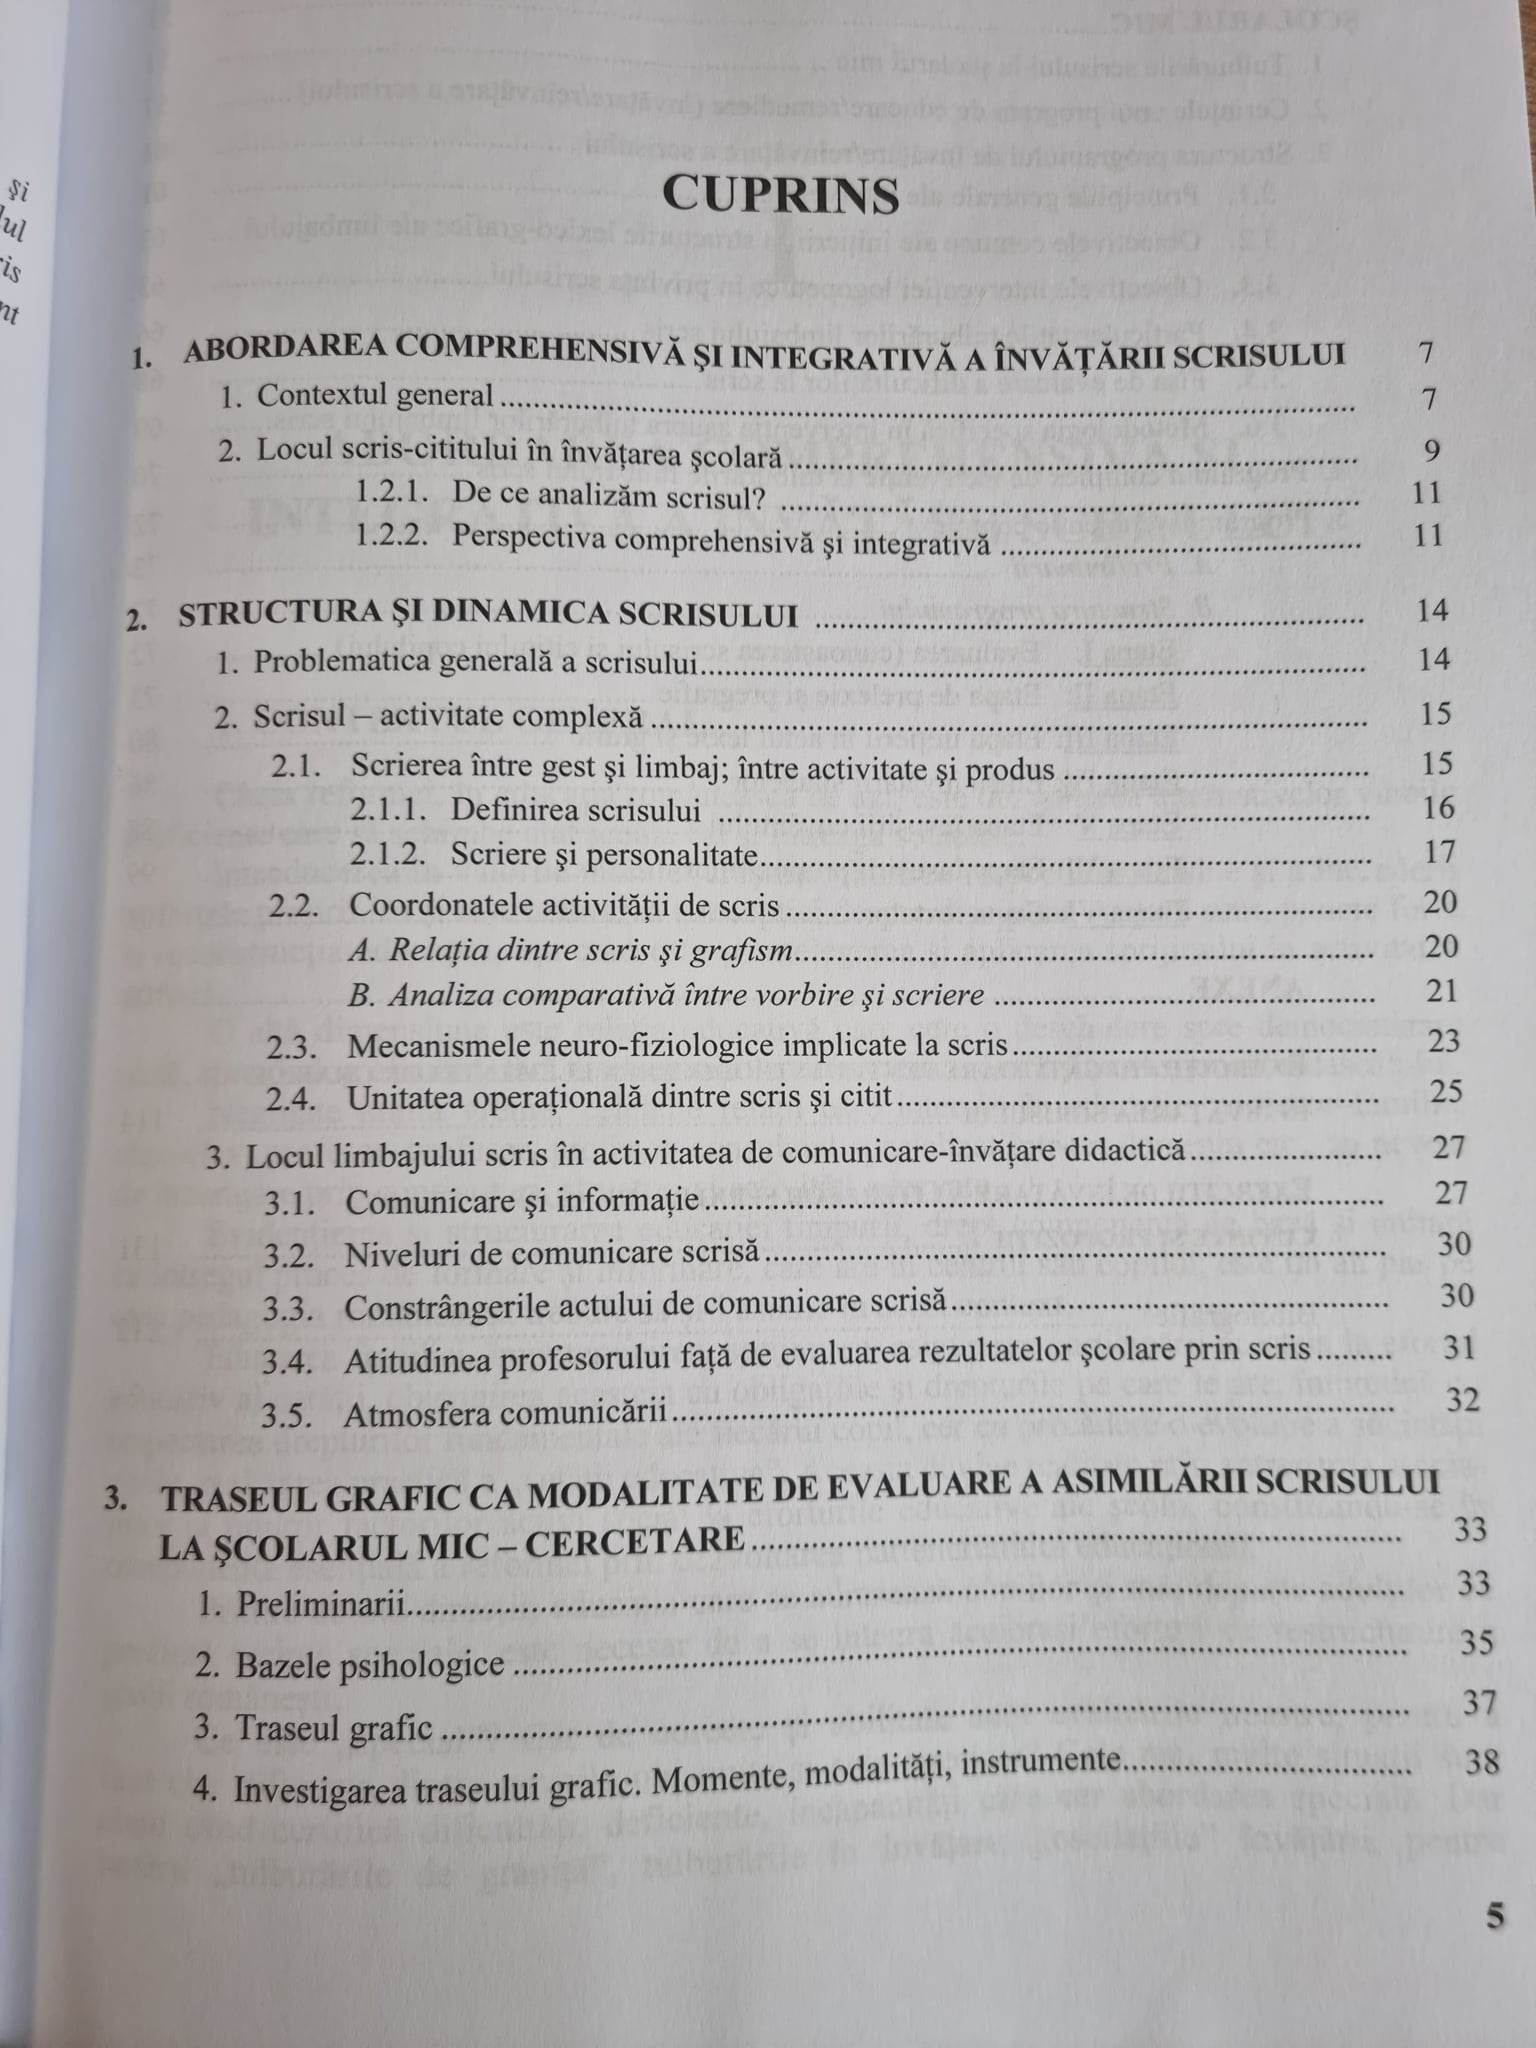 şi
CUPRINS
1. ABORDAREA COMPREHENSIVĂ ŞI INTEGRATIVĂ A ÎNVĂŢĂRII SCRISULUI 7
1. Contextul general 7
2. Locul scris-cititului în învăţarea şcolară 9
1.2.1. De ce analizăm scrisul? 11
1.2.2. Perspectiva comprehensivă şi integrativă 11
2. STRUCTURA ŞI DINAMICA SCRISULUI 14
1. Problematica generală a scrisului 14
2. Scrisul – activitate complexă 15
2.1. Scrierea între gest şi limbaj; între activitate şi produs 15
2.1.1. Definirea scrisului 16
2.1.2. Scriere şi personalitate 17
2.2. Coordonatele activităţii de scris 20
A. Relaţia dintre scris şi grafism 20
B. Analiza comparativă între vorbire şi scriere 21
2.3. Mecanismele neuro-fiziologice implicate la scris 23
2.4. Unitatea operaţională dintre scris şi citit 25
3. Locul limbajului scris în activitatea de comunicare-învăţare didactică 27
3.1. Comunicare şi informaţie 27
3.2. Niveluri de comunicare scrisă 30
3.3. Constrângerile actului de comunicare scrisă 30
3.4. Atitudinea profesorului faţă de evaluarea rezultatelor şcolare prin scris 31
3.5. Atmosfera comunicării 32
3. TRASEUL GRAFIC CA MODALITATE DE EVALUARE A ASIMILĂRII SCRISULUI
LA ŞCOLARUL MIC – CERCETARE 33
1. Preliminarii 33
2. Bazele psihologice 35
3. Traseul grafic 37
4. Investigarea traseului grafic. Momente, modalităţi, instrumente 38
5